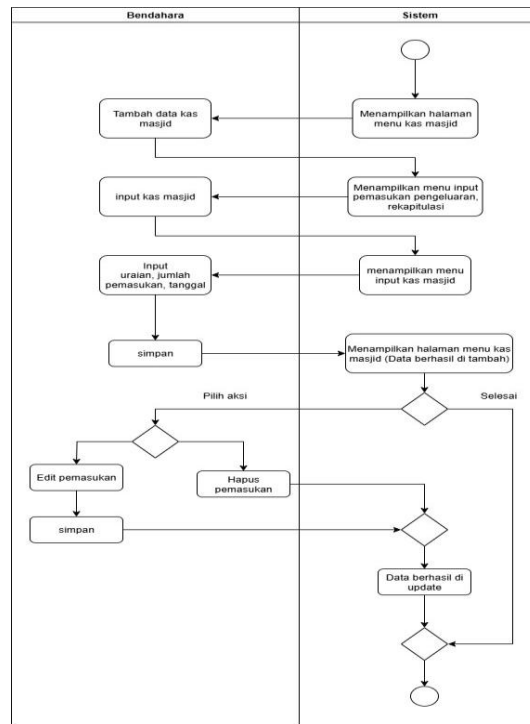 Bendahara
Sistem
Tambah data kas
masjid
Menampilkan halaman
menu kas masjid
input kas masjid
Menampilkan menu input
pemasukan pengeluaran,
rekapitulasi
Input
uraian, jumlah
pemasukan, tanggal
menampilkan menu
input kas masjid
simpan
Menampilkan halaman menu kas
masjid (Data berhasil di tambah)
Pilih aksi
Selesai
Edit pemasukan
Hapus
pemasukan
simpan
Data berhasil di
update